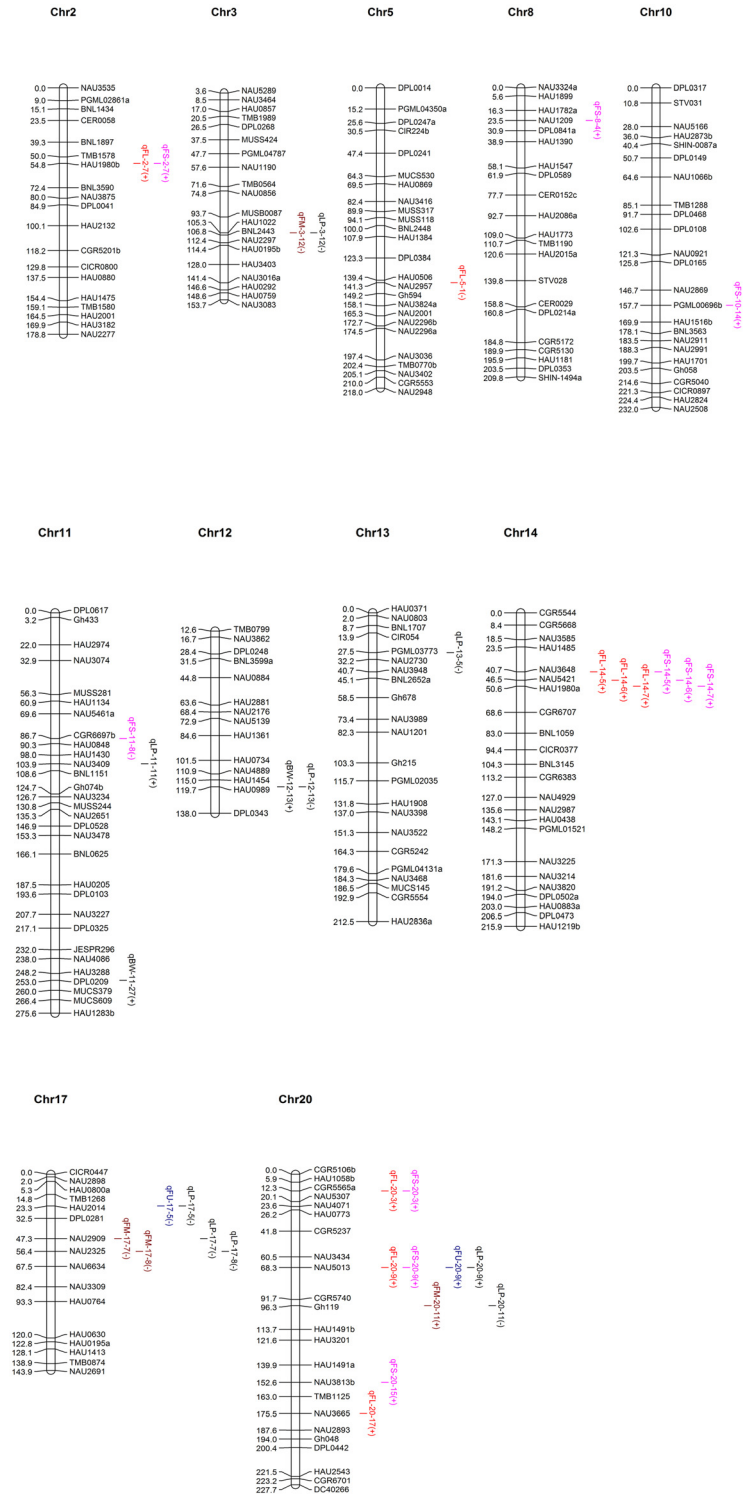 Chr2
Chr3
Chr5
Chr8
Chr10
0.0 NAU3535
9.0 PGML02861a
15.1 BNL1434
23.5 CER0058
39.3 BNL1897
50.0 TMB1578
54.8 HAU1980b
72.4 BNL3590
80.0 NAU3875
84.9 DPL0041
100.1 HAU2132
118.2 CGR5201b
129.8 CICR0800
137.5 HAU0880
154.4 HAU1475
159.1 TMB1580
164.5 HAU2001
169.9 HAU3182
178.8 NAU2277
qFL-2-7(+)
qFS-2-7(+)
3.6 NAU5289
8.5 NAU3464
17.0 HAU0857
20.5 TMB1989
26.5 DPL0268
37.5 MUSS424
47.7 PGML04787
57.6 NAU1190
71.6 TMB0564
74.8 NAU0856
93.7 MUSB0087
105.3 HAU1022
106.8 BNL2443
112.4 NAU2297
114.4 HAU0195b
128.0 HAU3403
141.4 NAU3016a
146.6 HAU0292
148.6 HAU0759
153.7 NAU3083
qFM-3-12(-)
qLP-3-12(-)
0.0 DPL0014
15.2 PGML04350a
25.6 DPL0247a
30.5 CIR224b
47.4 DPL0241
64.3 MUCS530
69.5 HAU0869
82.4 NAU3416
89.9 MUSS317
94.1 MUSS118
100.0 BNL2448
107.9 HAU1384
123.3 DPL0384
139.4 HAU0506
141.5 NAU2957
149.2 Gh594
158.1 NAU3824a
165.3 NAU2001
172.7 NAU2296b
174.5 NAU2296a
197.4 NAU3036
202.4 TMB0770b
205.1 NAU3402
210.0 CGR5553
218.0 NAU2948
qFL-5-1(-)
0.0 NAU3324a
5.6 HAU1899
16.3 HAU1782a
23.5 NAU1209
30.9 DPL0841a
38.9 HAU1390
58.1 HAU1547
61.9 DPL0589
77.7 CER0152c
92.7 HAU2086a
109.0 HAU1773
110.7 TMB1190
120.6 HAU2015a
139.8 STV028
158.8 CER0029
160.8 DPL0214a
184.8 CGR5172
189.9 CGR5130
199.6 HAU1181
203.5 DPL0353
209.8 SHIN-1494a
qFS-8-4(+)
0.0 DPL0317
10.8 STV031
28.0 NAU5166
36.0 HAU2873b
40.4 SHIN-0087a
50.7 DPL0149
64.6 NAU1066b
85.1 TMB1288
91.7 DPL0468
102.6 DPL0108
121.3 NAU0921
125.8 DPL0165
146.7 NAU2869
157.7 PGML00696b
169.9 HAU1516b
178.1 BNL3563
183.5 NAU2911
188.3 NAU2991
199.7 HAU1701
203.5 Gh058
214.6 CGR5040
221.3 CICR0897
224.4 HAU2824
232.0 NAU2508
qFS-10-14(+)
Chr11
Chr12
Chr13
Chr14
0.0 DPL0617
3.2 Gh433
22.0 HAU2974
32.9 NAU3074
56.3 MUSS281
60.9 HAU1134
69.6 NAU5461a
86.7 CGR6697b
90.3 HAU0848
98.0 HAU1430
103.9 NAU3409
108.6 BNL1151
124.7 Gh074b
126.7 NAU3234
130.8 MUSS244
135.3 NAU2651
146.9 DPL0528
153.3 NAU3478
166.1 BNL0625
187.5 HAU0205
193.6 DPL0103
207.7 NAU3227
217.1 DPL0325
232.0 JESPR296
238.0 NAU4086
248.2 HAU3288
253.0 DPL0209
260.0 MUCS379
266.4 MUCS609
275.6 HAU1283b
qFS-11-8(-)
qLP-11-11(+)
qBW-11-27(+)
12.6 TMB0799
16.7 NAU3862
28.4 DPL0248
31.5 BNL3599a
44.8 NAU0884
63.6 HAU2881
68.4 NAU2176
72.9 NAU5139
84.6 HAU1361
101.5 HAU0734
110.9 NAU4889
115.0 HAU1454
119.7 HAU0989
138.0 DPL0343
qBW-12-13(+)
qLP-12-13(-)
0.0 HAU0371
2.0 NAU0803
8.7 BNL1707
13.9 CIR054
27.5 PGML03773
32.2 NAU2730
40.7 NAU3948
45.1 BNL2652a
58.5 Gh678
73.4 NAU3989
82.3 NAU1201
103.3 Gh215
115.7 PGML02035
131.8 HAU1908
137.0 NAU3398
151.3 NAU3522
164.3 CGR5242
179.6 PGML04131a
184.3 NAU3468
186.5 MUCS145
192.9 CGR5554
212.5 HAU2836a
qLP-13-5(-)
0.0 CGR5544
8.4 CGR5668
18.5 NAU3585
23.5 HAU1485
40.7 NAU3648
46.5 NAU5421
50.6 HAU1980a
68.6 CGR6707
83.0 BNL1059
94.4 CICR0377
104.3 BNL3145
113.2 CGR6383
127.0 NAU4929
135.6 NAU2987
143.1 HAU0438
148.2 PGML01521
171.3 NAU3225
181.6 NAU3214
191.2 NAU3820
194.0 DPL0502a
203.0 HAU0883a
206.5 DPL0473
215.9 HAU1219b
qFL-14-5(+)
qFL-14-6(+)
qFL-14-7(+)
qFS-14-5(+)
qFS-14-6(+)
qFS-14-7(+)
Chr17
Chr20
0.0 CICR0447
2.0 NAU2898
5.3 HAU0800a
14.8 TMB1268
23.3 HAU2014
32.5 DPL0281
47.3 NAU2909
56.4 NAU2325
67.5 NAU6634
82.4 NAU3309
93.3 HAU0764
120.0 HAU0630
122.8 HAU0195a
128.1 HAU1413
138.9 TMB0874
143.9 NAU2691
qFM-17-7(-)
qFM-17-8(-)
qFU-17-5(-)
qLP-17-5(-)
qLP-17-7(-)
qLP-17-8(-)
0.0 CGR5106b
5.9 HAU1058b
12.3 CGR5565a
20.1 NAU5307
23.6 NAU4071
26.2 HAU0773
41.8 CGR5237
60.5 NAU3434
68.3 NAU5013
91.7 CGR5740
96.3 Gh119
113.7 HAU1491b
121.6 HAU3201
139.9 HAU1491a
152.6 NAU3813b
163.0 TMB1125
175.5 NAU3665
187.6 NAU2893
194.0 Gh048
200.4 DPL0442
221.5 HAU2543
223.2 CGR6701
227.7 DC40266
qFL-20-3(+)
qFS-20-3(+)
qFL-20-9(+)
qFS-20-9(+)
qFM-20-11(+)
qFU-20-9(+)
qLP-20-9(+)
qLP-20-11(-)
qFS-20-15(+)
qFL-20-17(+)